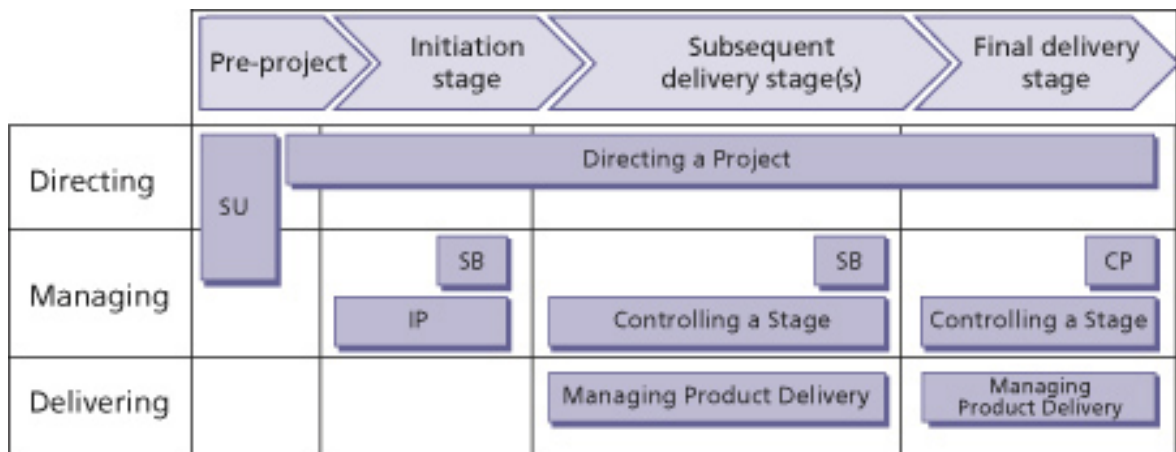 Pre-project
Initiation
stage
Subsequent
delivery stage(s)
Final delivery
stage
Directing
SU
Directing a Project
Managing
SB
SB
CP
IP
Controlling a Stage
Controlling a Stage
Delivering
Managing Product Delivery
Managing
Product Delivery